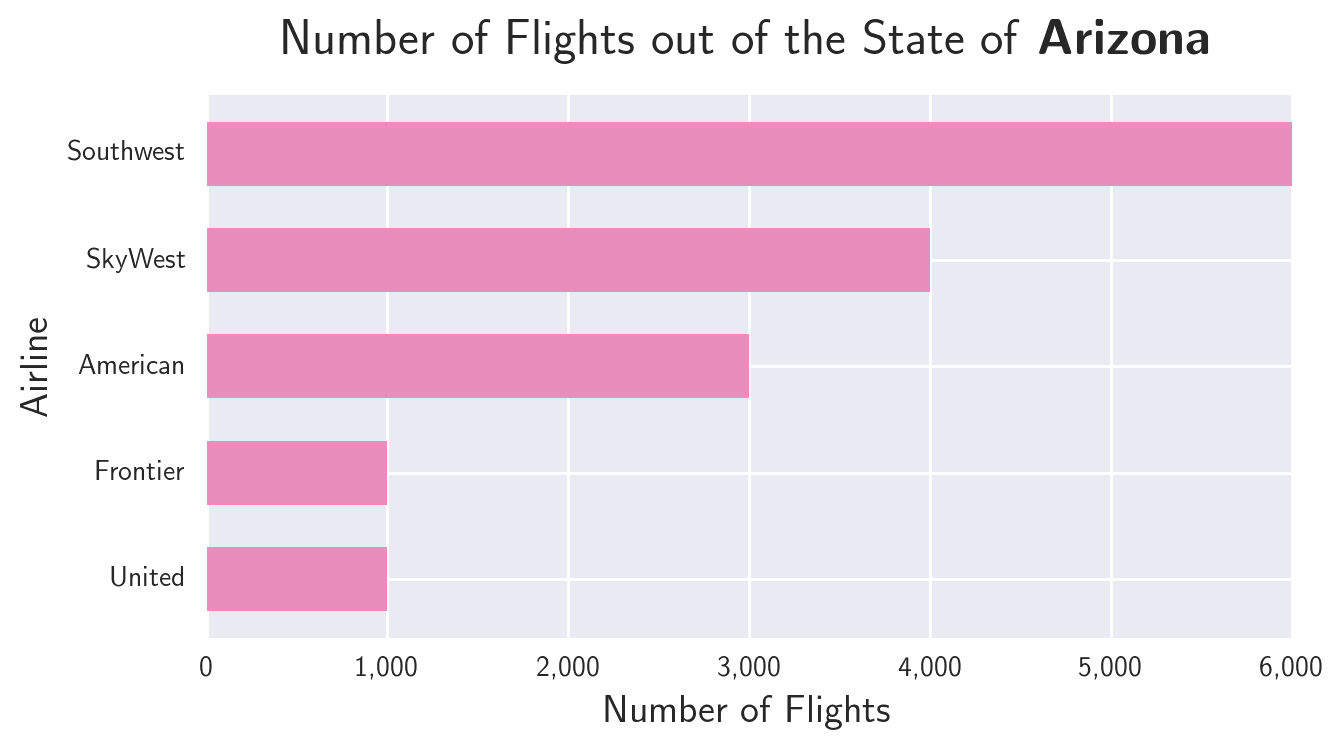 Number of Flights out of the State of Arizona
Southwest
SkyWest
American
Frontier
United
Airline
0 1,000 2,000 3,000 4,000 5,000 6,000
Number of Flights